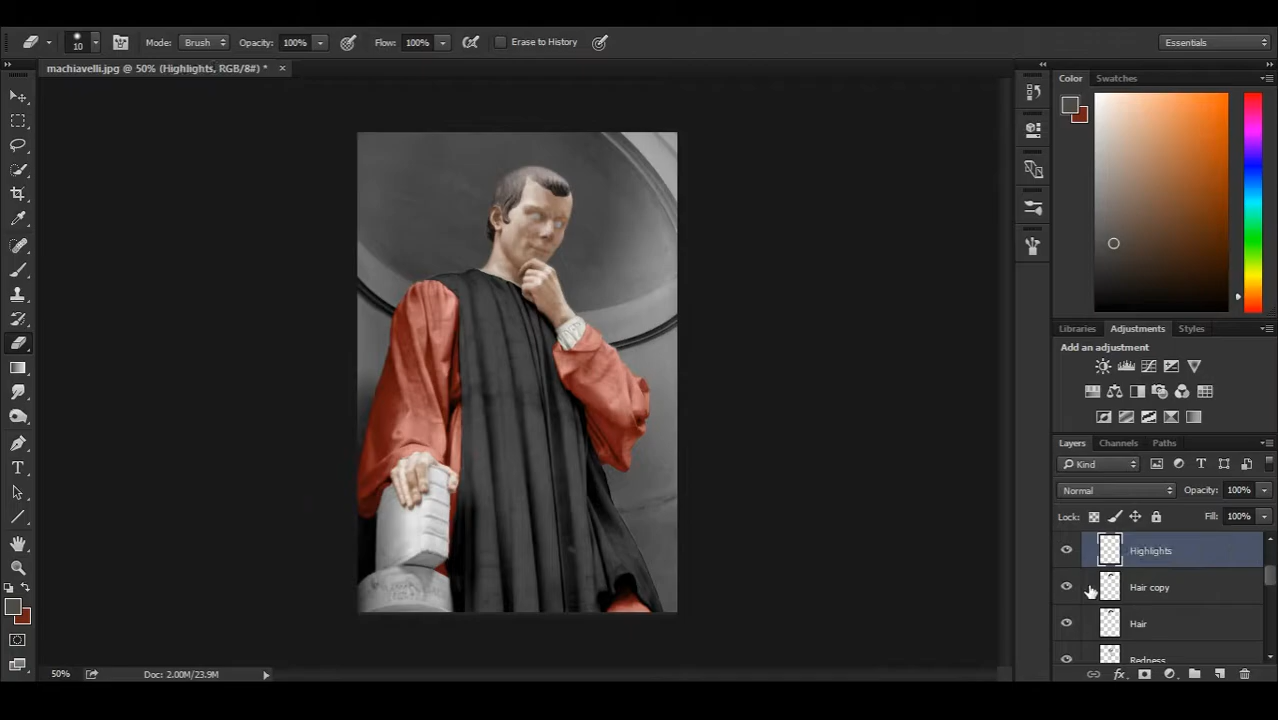 10 Mode: Brush Opacity: 100% Flow: 100% Erase to History Essentials
machiavelli.jpg @ 50% (Highlights, RGB/8#) *
Color Swatches
Libraries Adjustments Styles
Add an adjustment
Layers Channels Paths
Kind
Normal Opacity: 100%
Lock: Fill: 100%
Highlights
Hair copy
Hair
Redness
50% Doc: 2.00M/23.9M